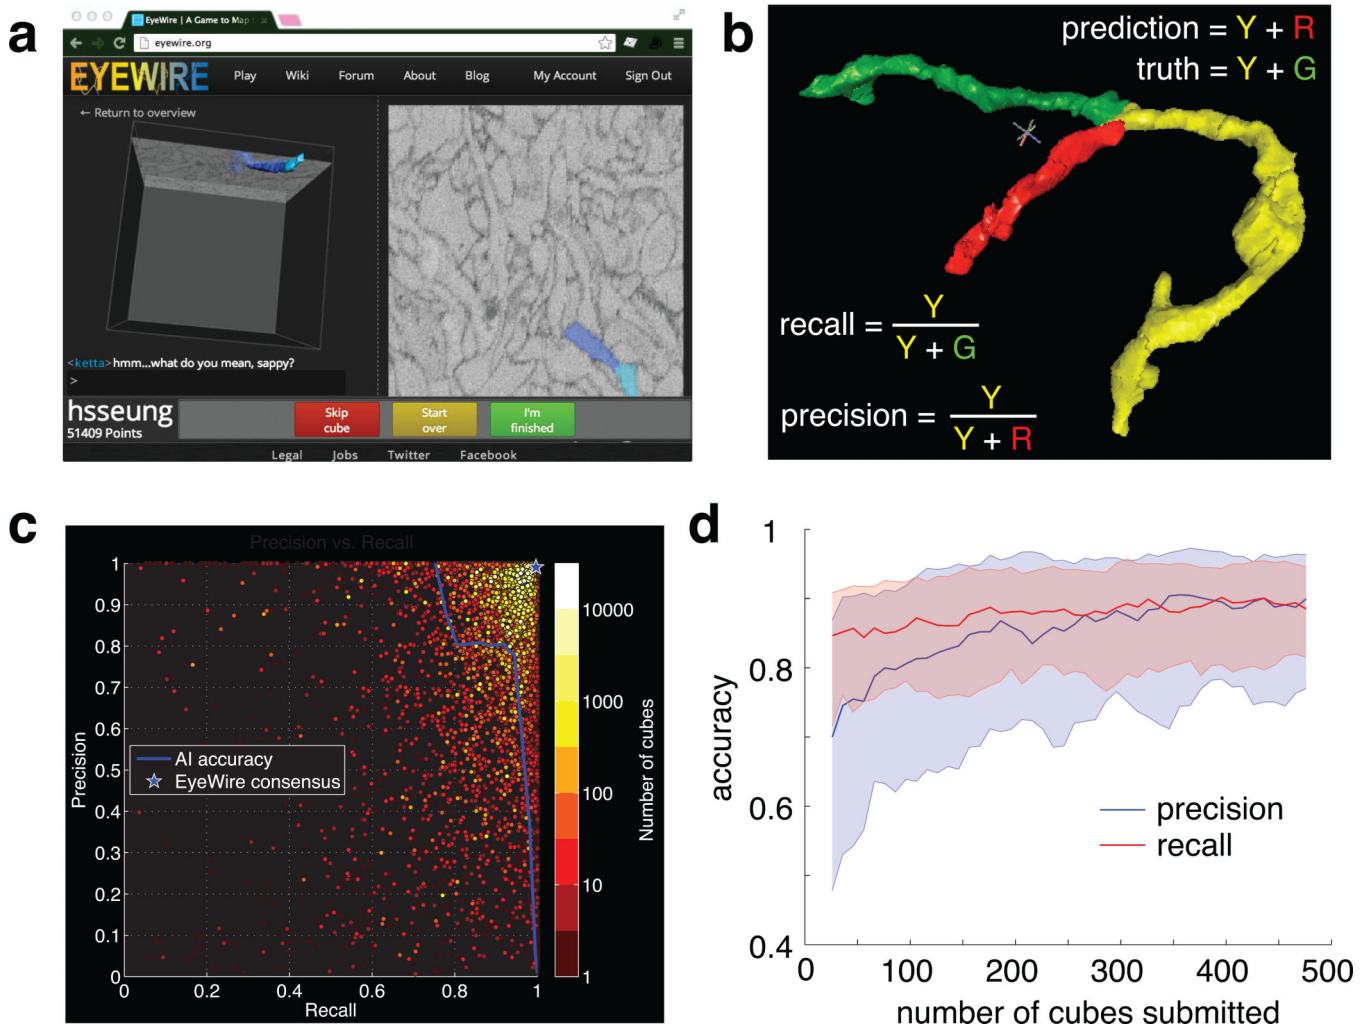 a
EyeWire | A Game to Map
eyewire.org
EYEWIRE Play Wiki Forum About Blog My Account Sign Out
← Return to overview
<ketta>hmm...what do you mean, sappy?
>
hsseung
51409 Points
Skip
cube
Start
over
I'm
finished
Legal Jobs Twitter Facebook
b
prediction = Y + R
truth = Y + G
recall = Y / Y + G
precision = Y / Y + R
c
Precision vs. Recall
1
0.9
0.8
0.7
0.6
0.5
0.4
0.3
0.2
0.1
0
Precision
AI accuracy
EyeWire consensus
0 0.2 0.4 0.6 0.8 1
Recall
10000
1000
100
10
1
Number of cubes
d
1
0.8
0.6
0.4
accuracy
precision
recall
0 100 200 300 400 500
number of cubes submitted